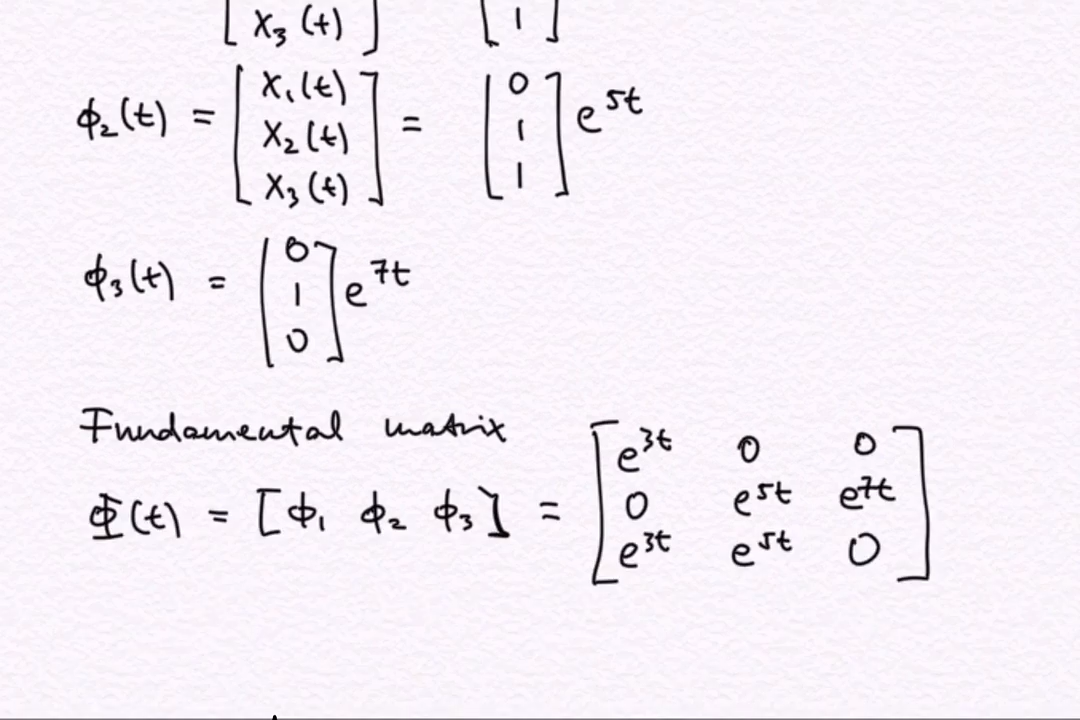 [ x₃(t) ] [ 1 ]
ϕ₂(t) = [ x₁(t) x₂(t) x₃(t) ] = [ 0 1 1 ] e^5t
ϕ₃(t) = [ 0 1 0 ] e^7t
Fundamental matrix
Φ(t) = [ ϕ₁ ϕ₂ ϕ₃ ] = [ e^3t 0 0
0 e^5t e^7t
e^3t e^5t 0 ]